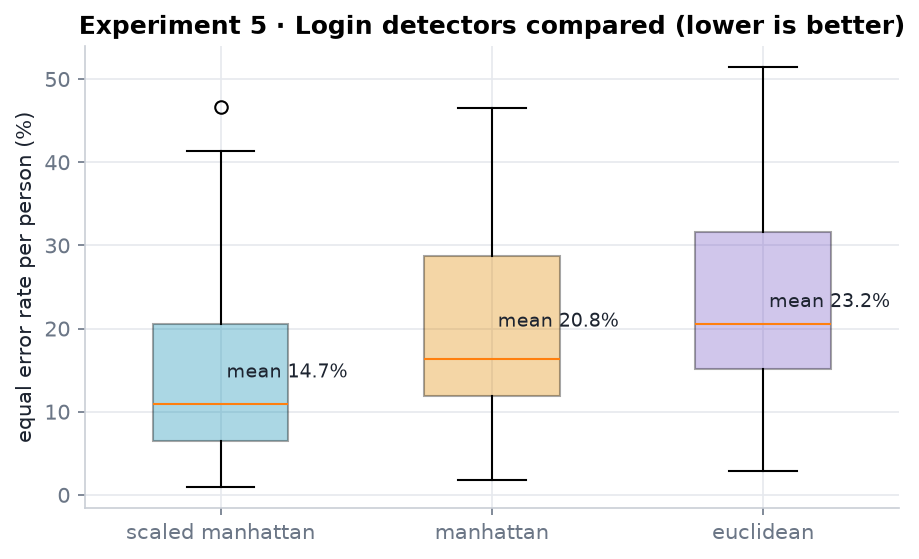 Experiment 5 · Login detectors compared (lower is better)
equal error rate per person (%)
50
40
30
20
10
0
mean 14.7%
mean 20.8%
mean 23.2%
scaled manhattan
manhattan
euclidean